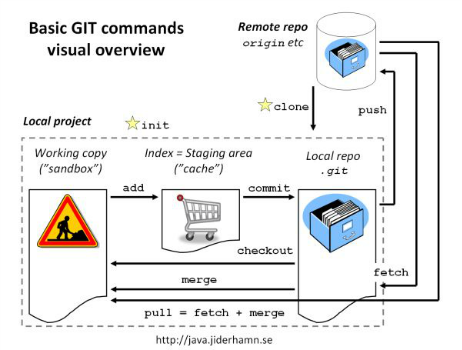 Basic GIT commands
visual overview
Remote repo
origin etc
clone
push
Local project
init
Working copy
("sandbox")
Index = Staging area
("cache")
Local repo
.git
add
commit
checkout
fetch
merge
pull = fetch + merge
http://java.jiderhamn.se